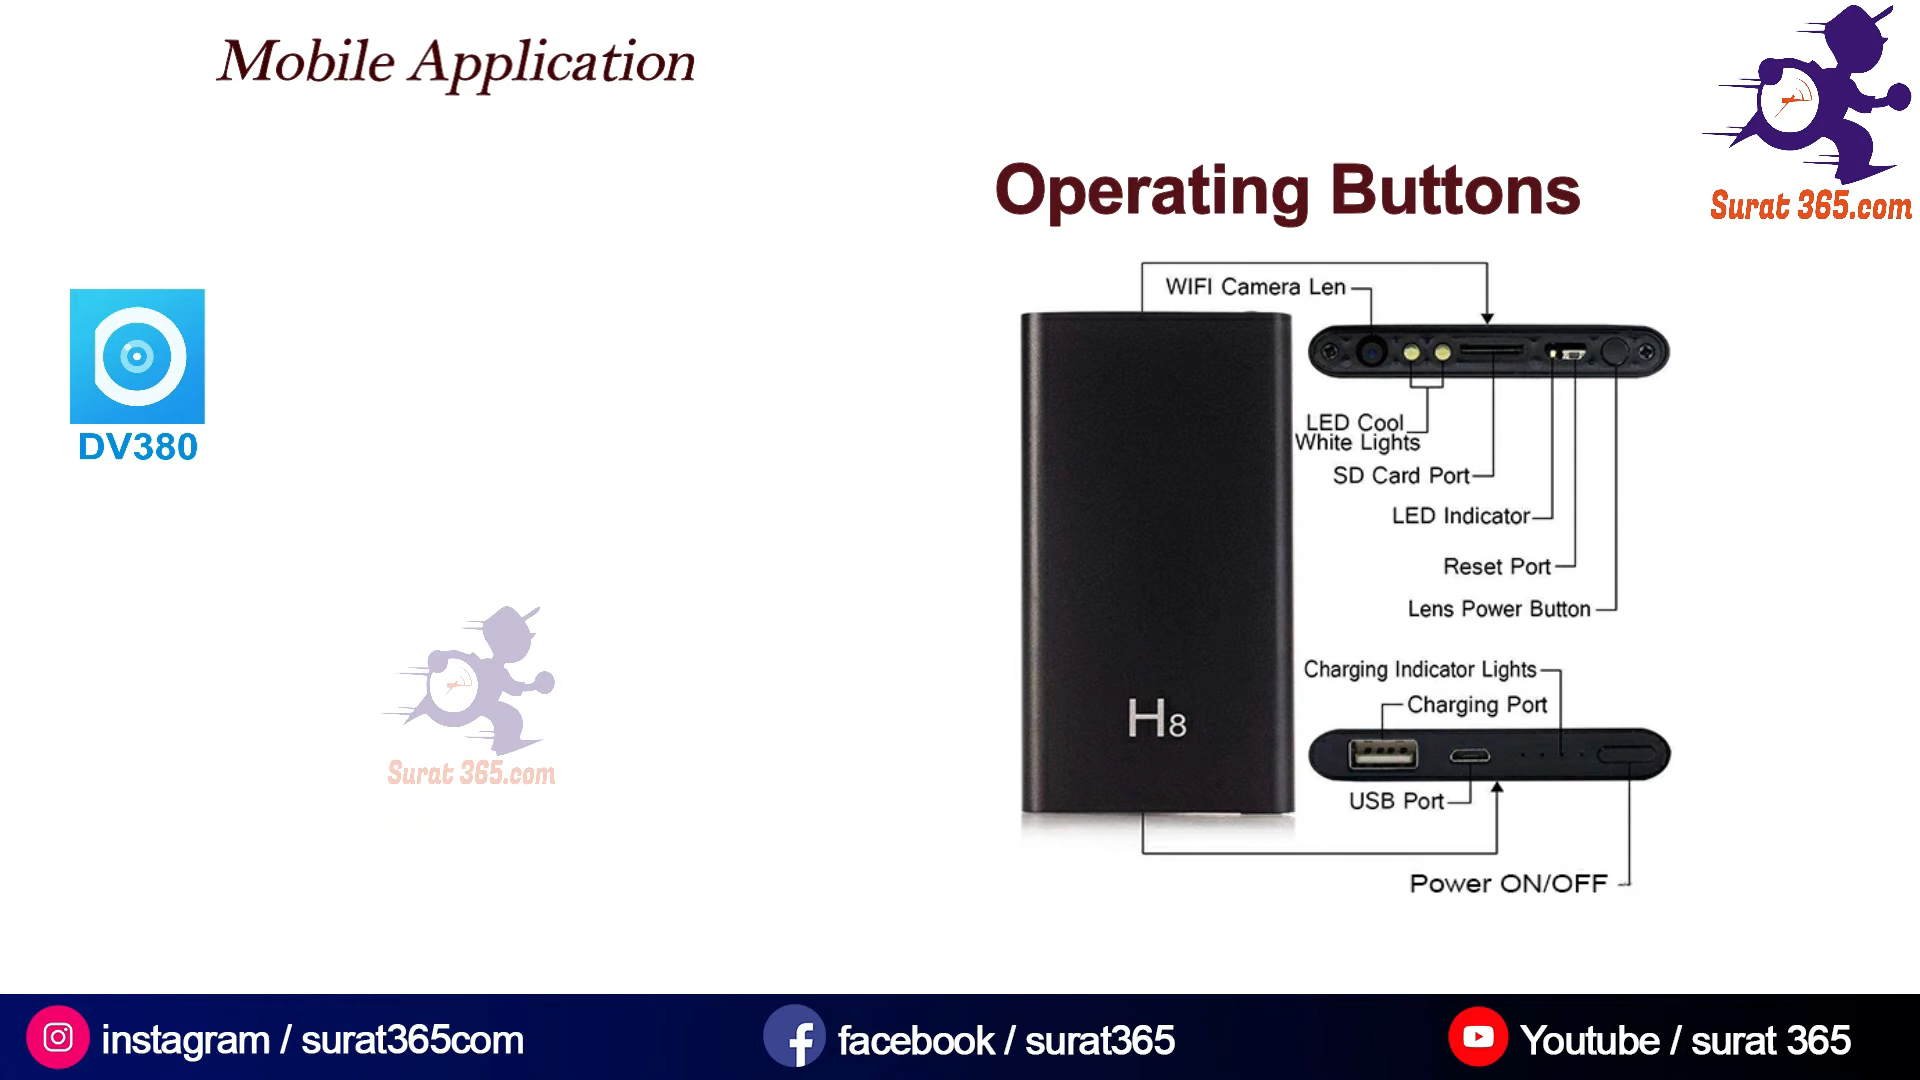 Mobile Application
Surat 365.com
Operating Buttons
WIFI Camera Len
DV380
LED Cool
White Lights
SD Card Port
LED Indicator
Reset Port
Lens Power Button
Charging Indicator Lights
Charging Port
H8
Surat 365.com
USB Port
Power ON/OFF
instagram / surat365com
facebook / surat365
Youtube / surat 365